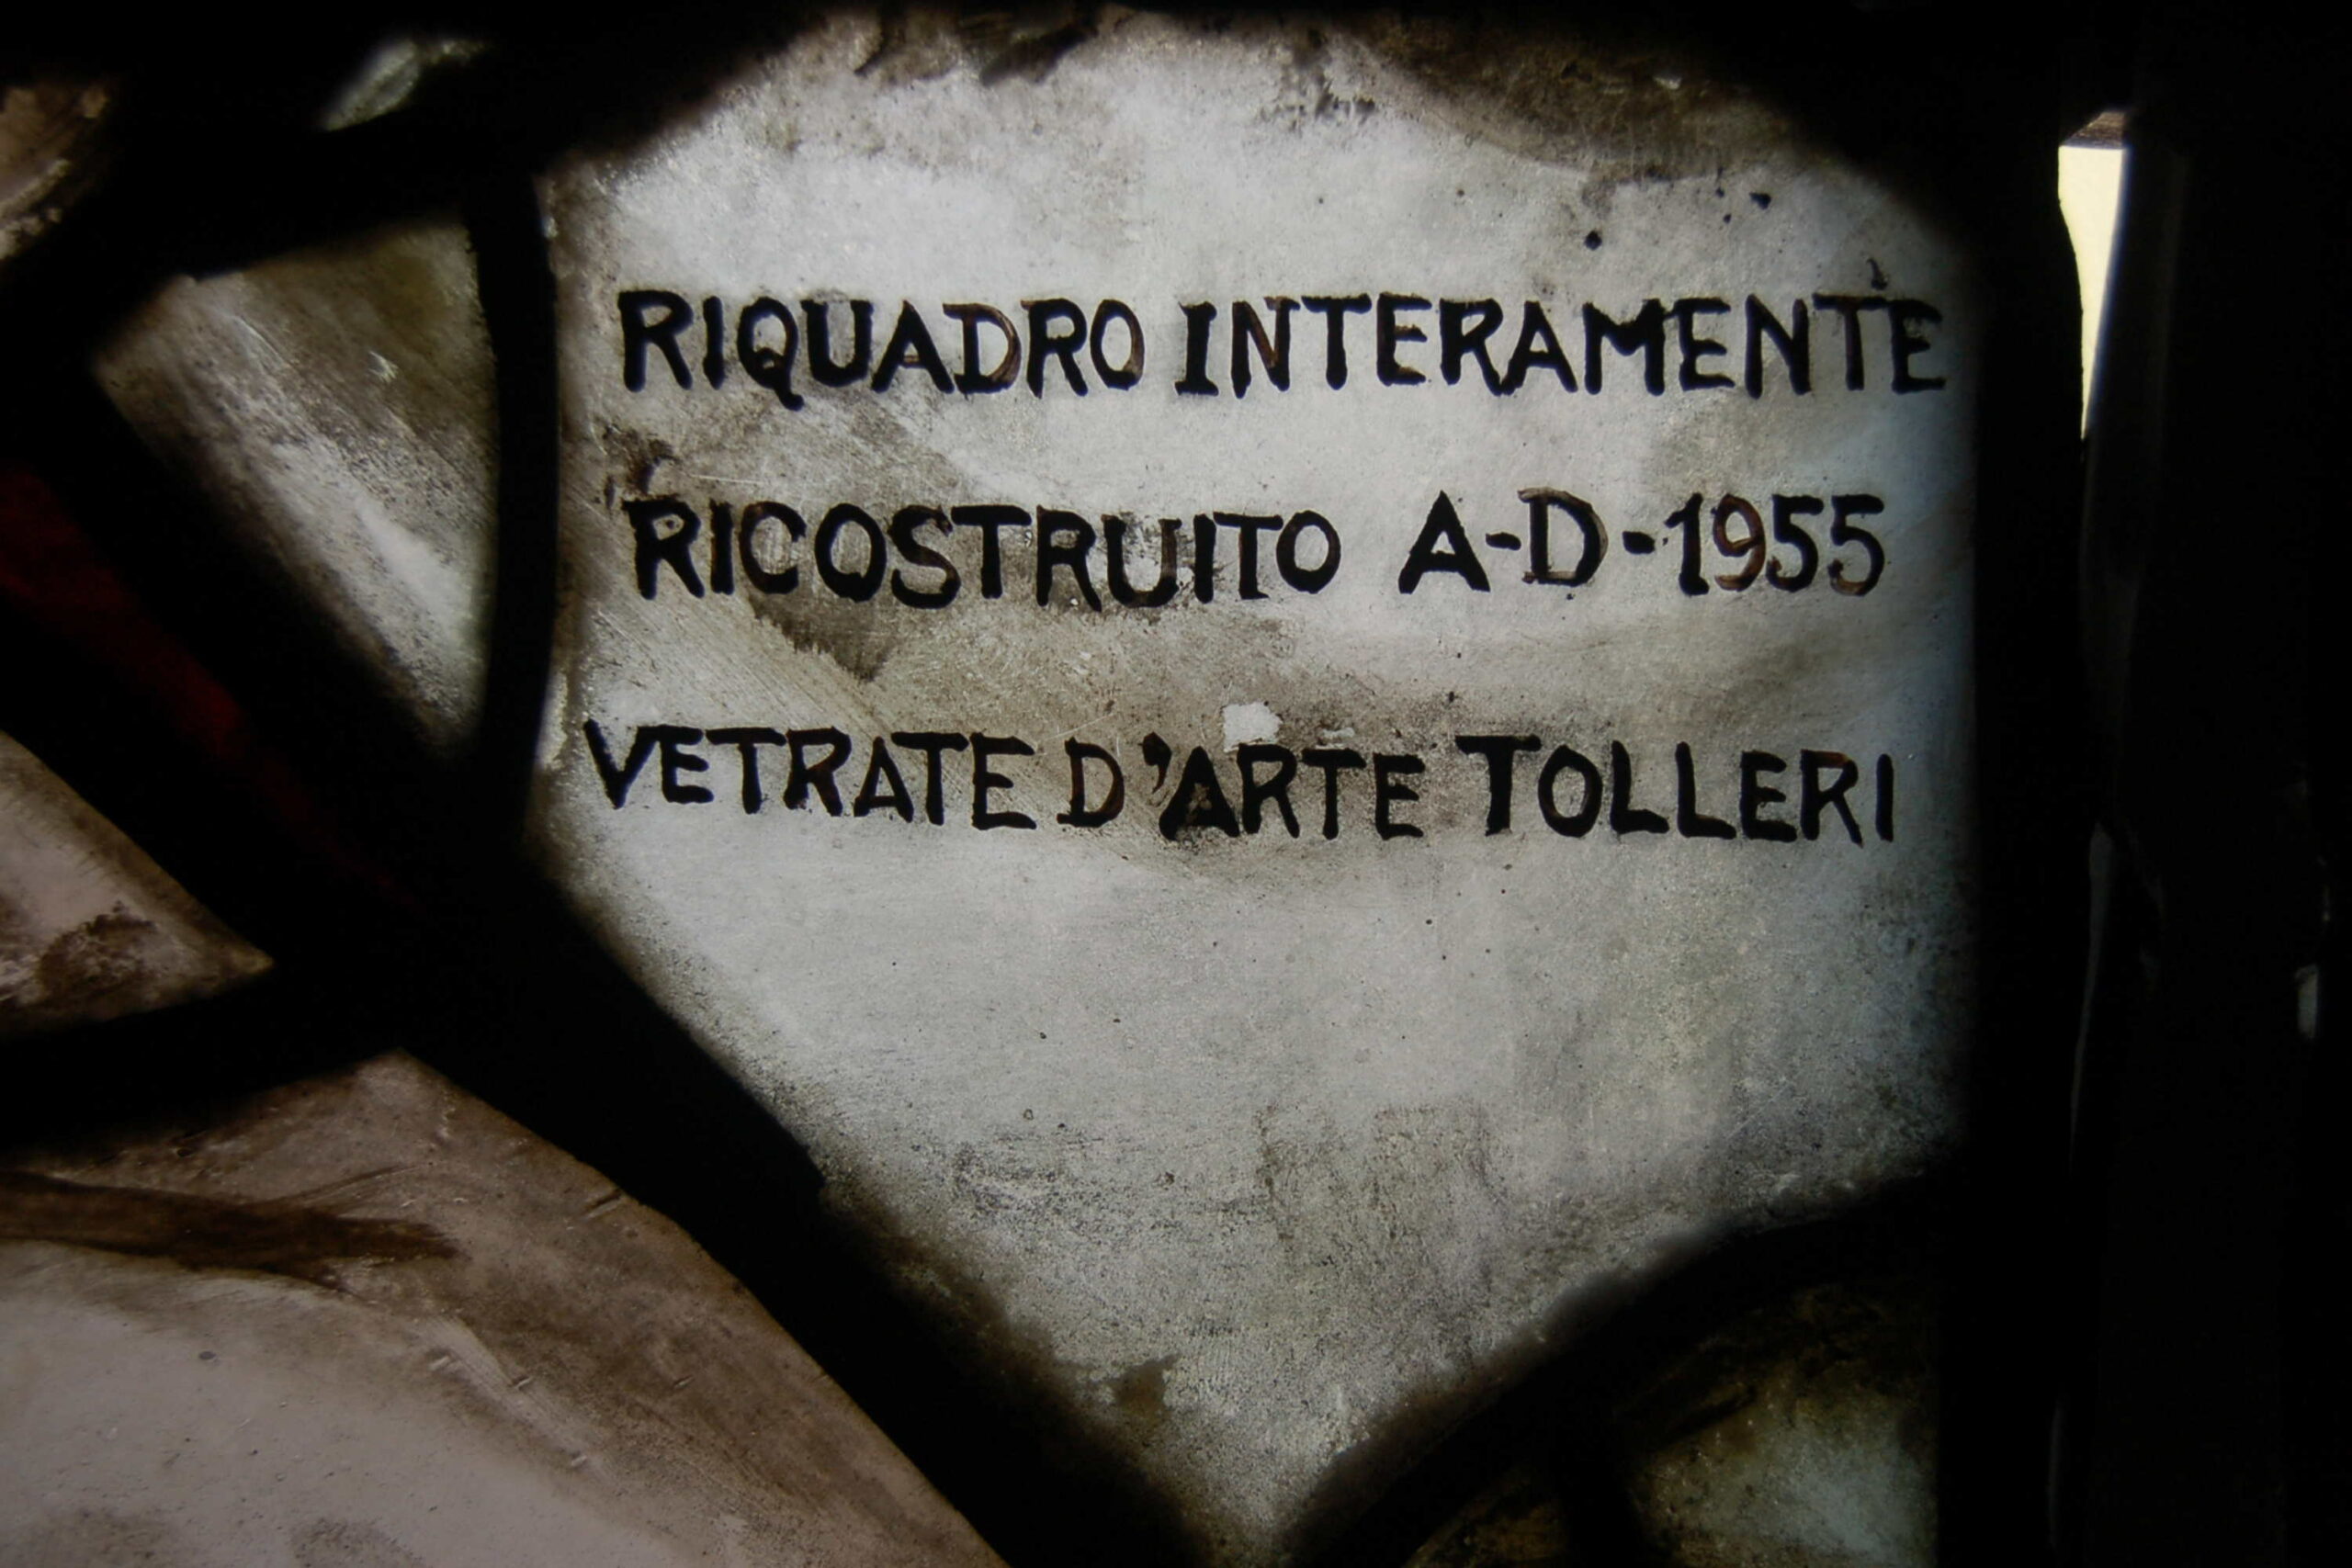 RIQUADRO INTERAMENTE
RICOSTRUITO A-D-1955
VETRATE D'ARTE TOLLERI